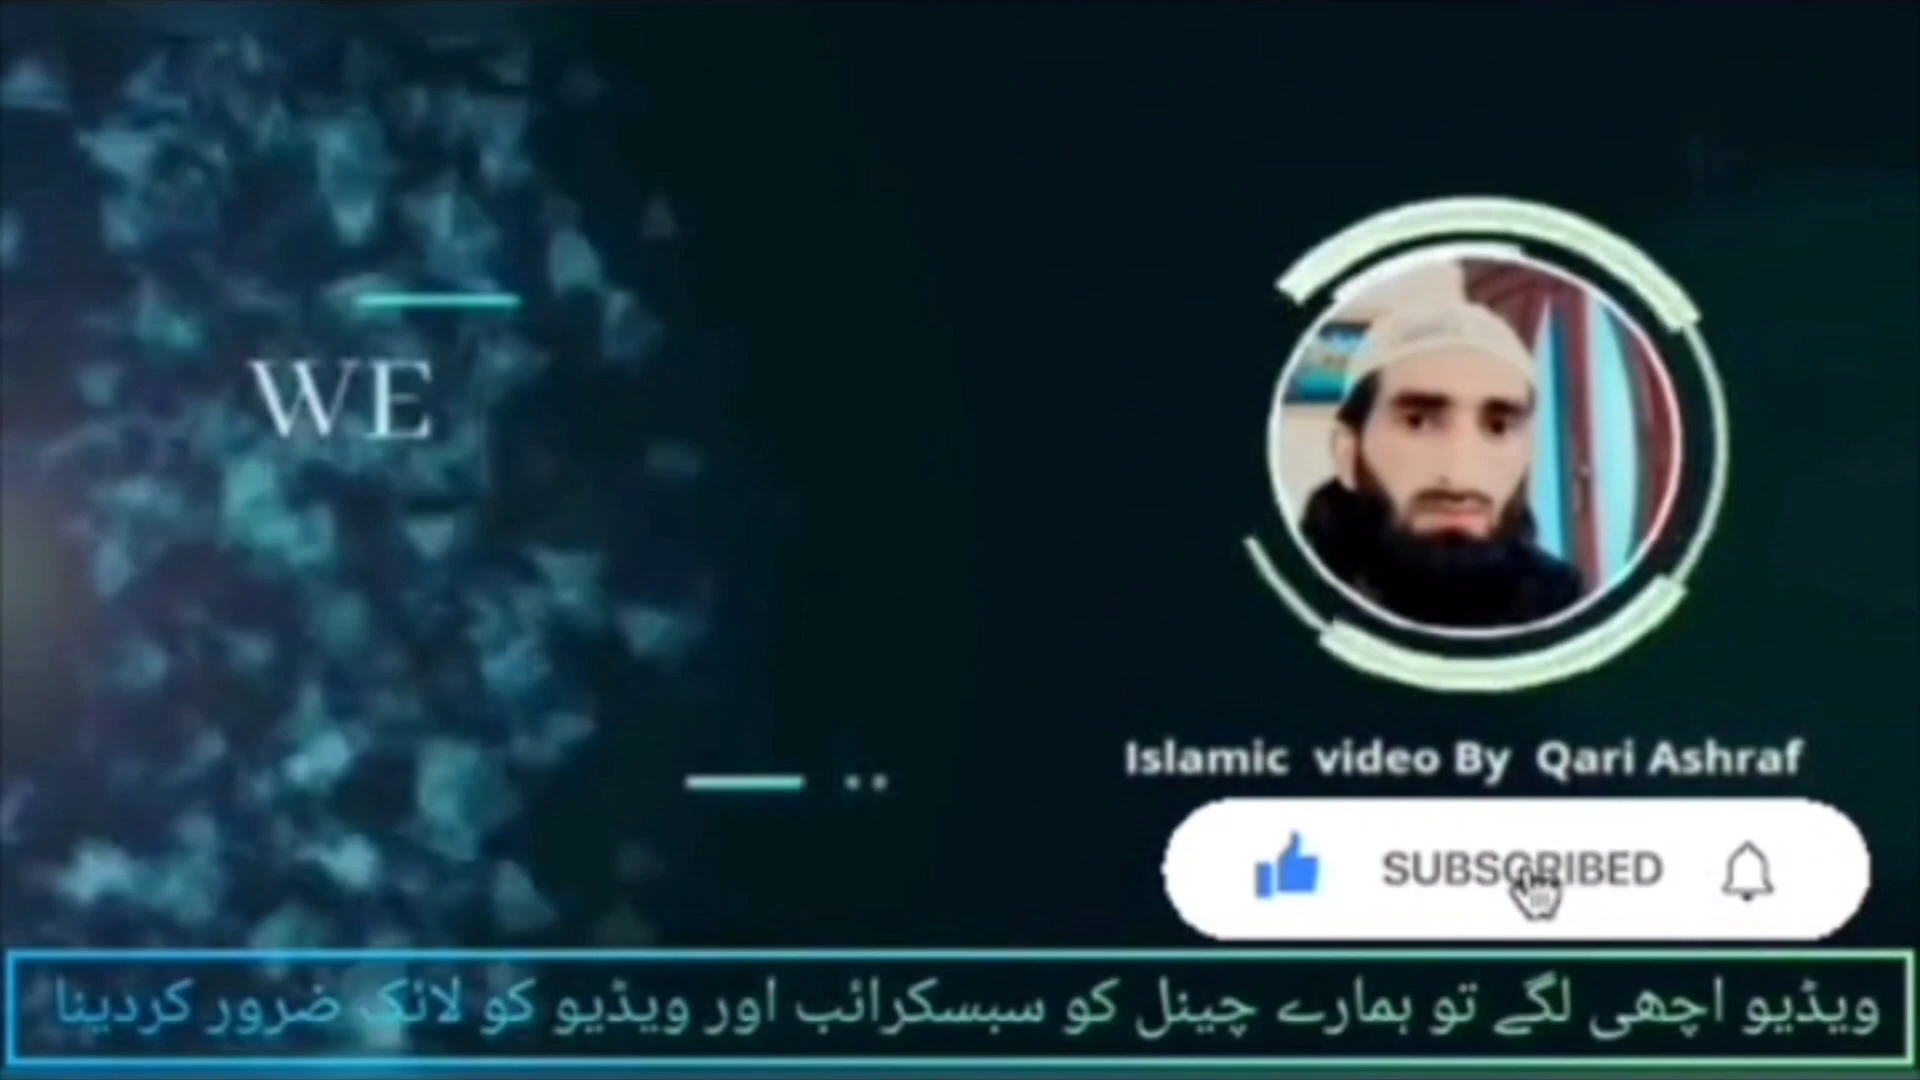 WE
Islamic video By Qari Ashraf
SUBSCRIBED
ویڈیو اچھی لگے تو ہمارے چینل کو سبسکرائب اور ویڈیو کو لائک ضرور کردینا